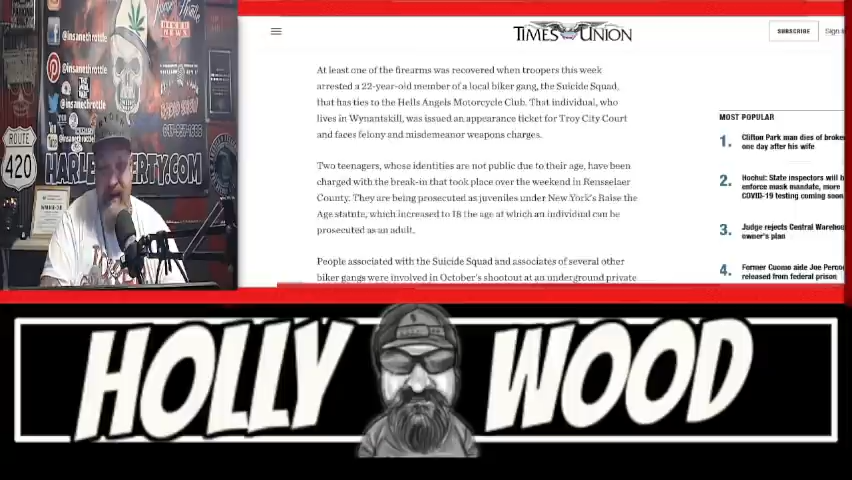 BIKER
NEWS
@insanethrottle
@insanethrottle
@insanethrottle
ROUTE
420
TIMES UNION
SUBSCRIBE
Sign
At least one of the firearms was recovered when troopers this week
arrested a 22-year-old member of a local biker gang, the Suicide Squad,
that has ties to the Hells Angels Motorcycle Club. That individual, who
lives in Wynantskill, was issued an appearance ticket for Troy City Court
and faces felony and misdemeanor weapons charges.
Two teenagers, whose identities are not public due to their age, have been
charged with the break-in that took place over the weekend in Rensselaer
County. They are being prosecuted as juveniles under New York's Raise the
Age statute, which increased to 18 the age at which an individual can be
prosecuted as an adult.
People associated with the Suicide Squad and associates of several other
biker gangs were involved in October's shootout at an underground private
MOST POPULAR
1. Clifton Park man dies of broke
one day after his wife
2. Hochul: State inspectors will h
enforce mask mandate, more
COVID-19 testing coming soon
3. Judge rejects Central Wareho
owner's plan
4. Former Cuomo aide Joe Perco
released from federal prison
HOLLY WOOD